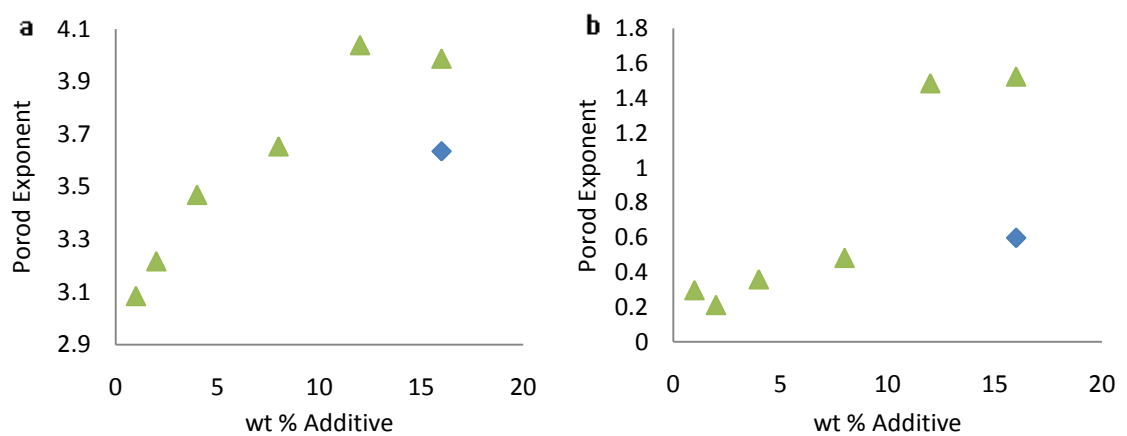 a
4.1
3.9
3.7
3.5
3.3
3.1
2.9
Porod Exponent
0 5 10 15 20
wt % Additive
b
1.8
1.6
1.4
1.2
1
0.8
0.6
0.4
0.2
0
Porod Exponent
0 5 10 15 20
wt % Additive